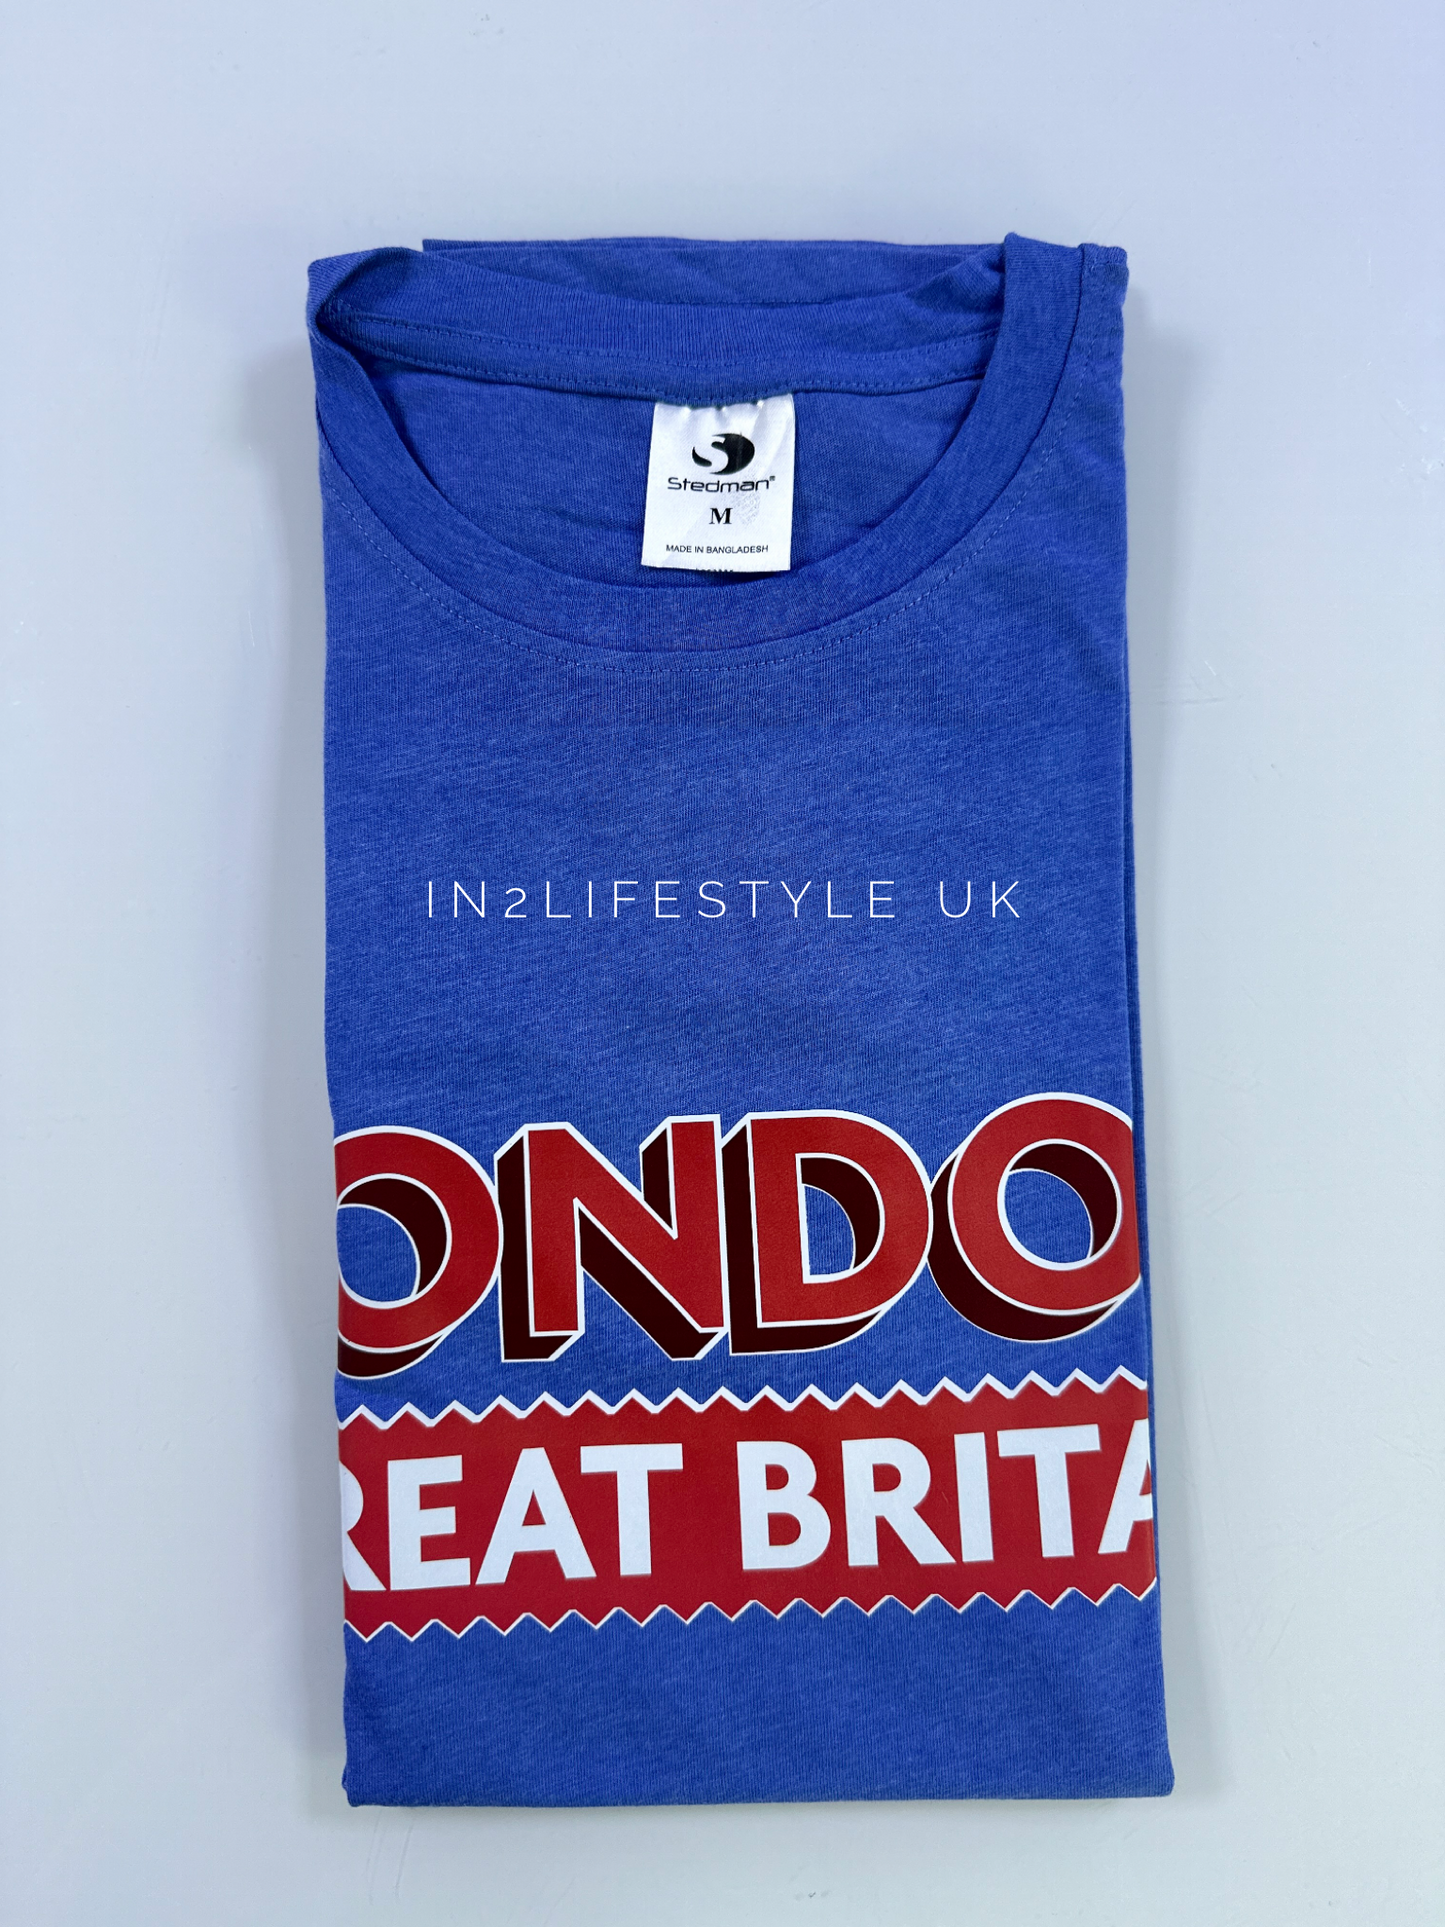 Stedman®
M
MADE IN BANGLADESH
IN2LIFESTYLE UK
ONDO
REAT BRITA